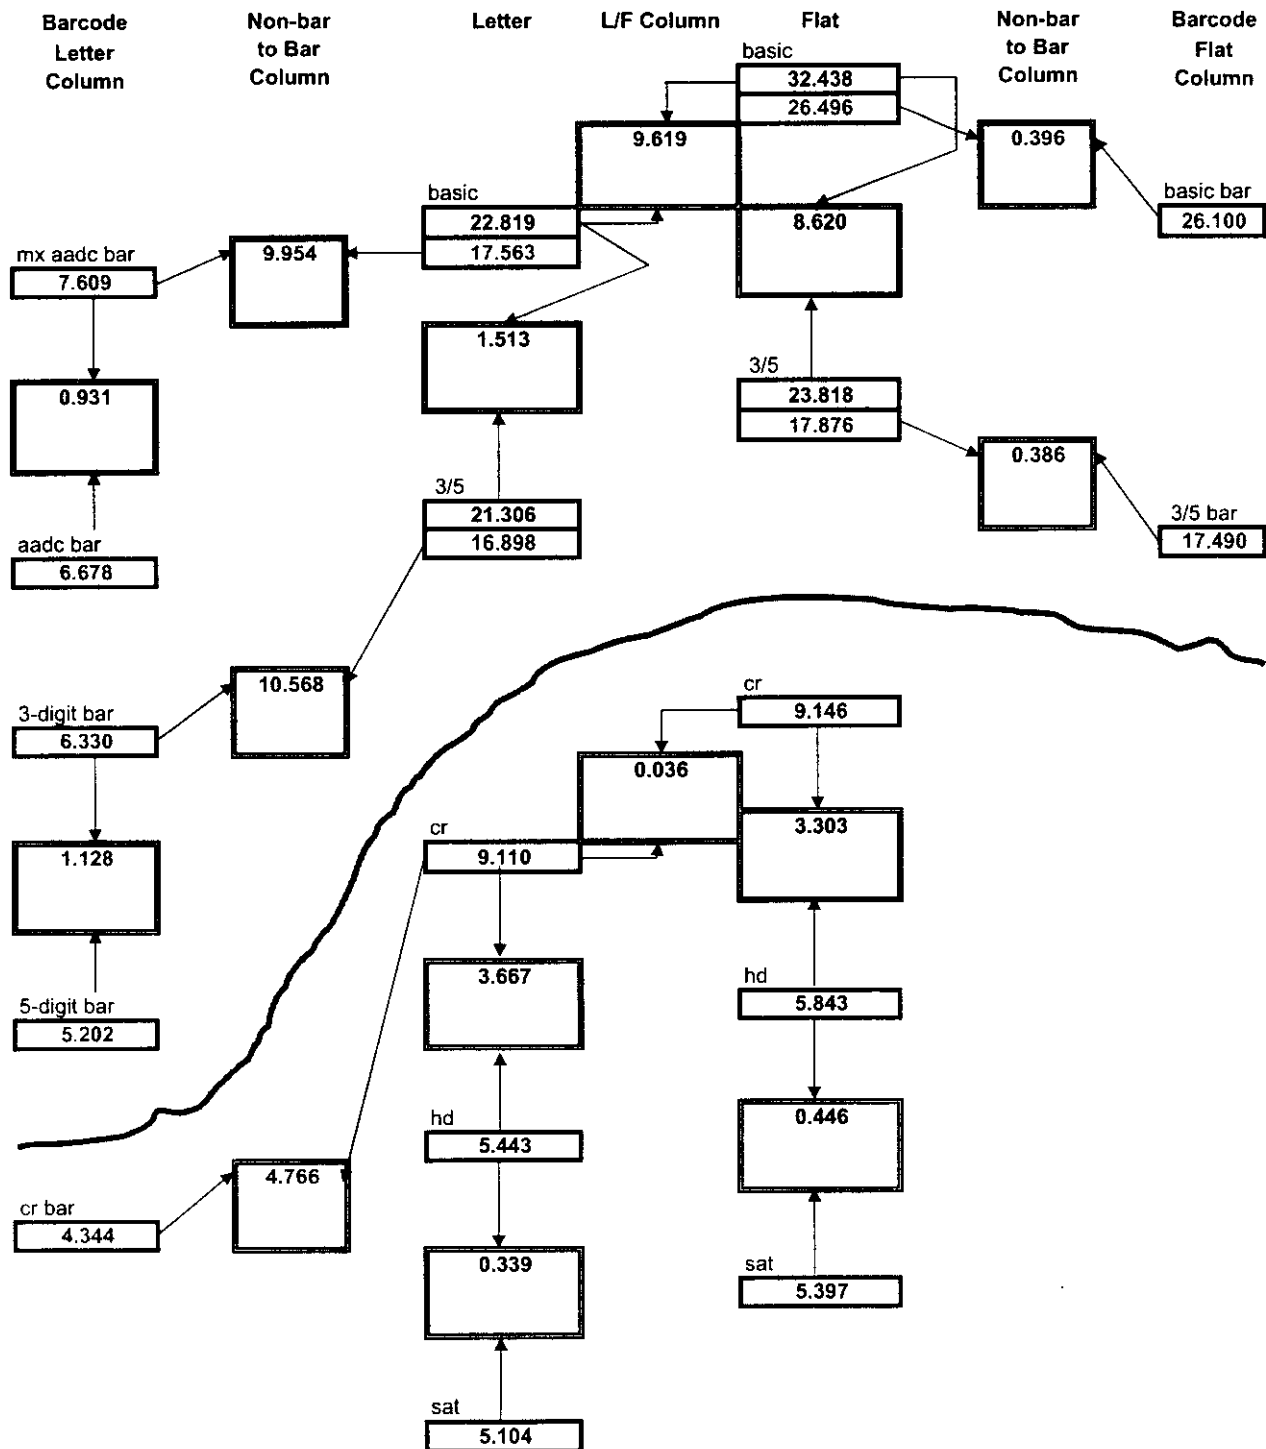 Barcode Letter Column
Non-bar to Bar Column
Letter
L/F Column
Flat
Non-bar to Bar Column
Barcode Flat Column
basic
32.438
26.496
9.619
0.396
basic
22.819
17.563
8.620
basic bar
26.100
mx aadc bar
7.609
9.954
1.513
0.931
3/5
23.818
17.876
0.386
3/5
21.306
16.898
3/5 bar
17.490
aadc bar
6.678
10.568
3-digit bar
6.330
cr
9.146
0.036
3.303
cr
9.110
1.128
3.667
hd
5.843
5-digit bar
5.202
0.446
hd
5.443
4.766
cr bar
4.344
0.339
sat
5.397
sat
5.104